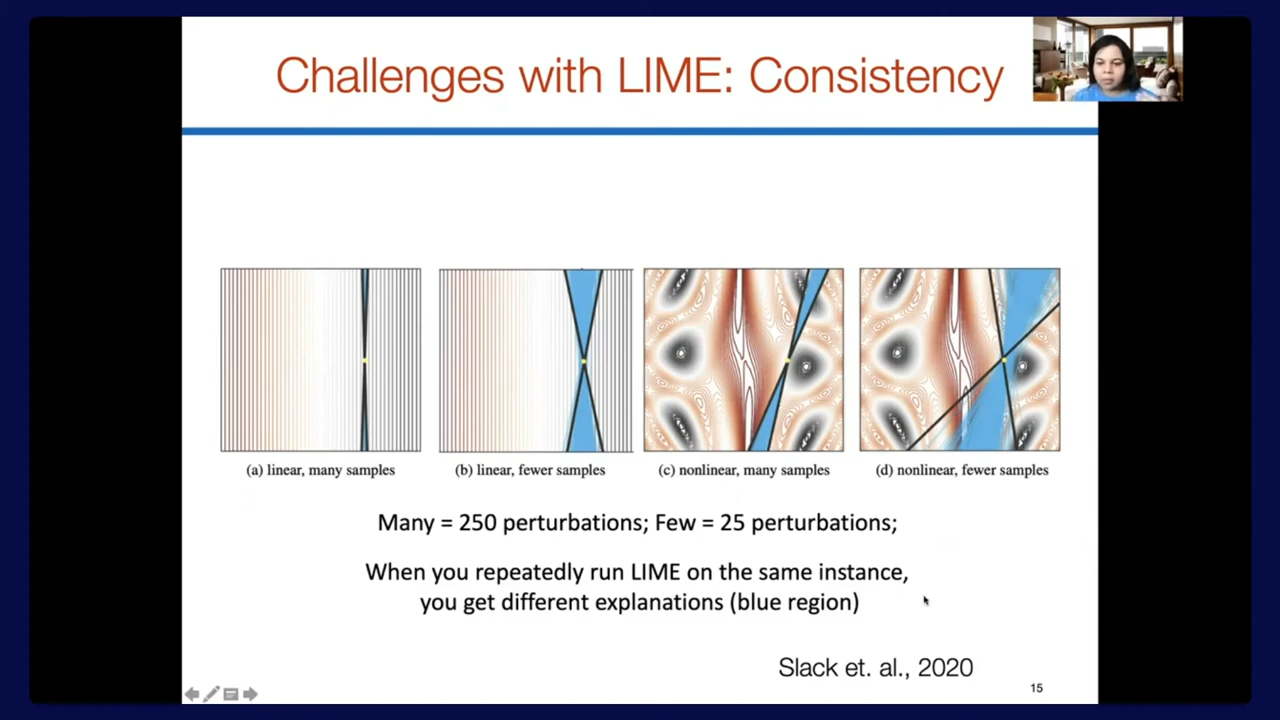 Challenges with LIME: Consistency
(a) linear, many samples
(b) linear, fewer samples
(c) nonlinear, many samples
(d) nonlinear, fewer samples
Many = 250 perturbations; Few = 25 perturbations;
When you repeatedly run LIME on the same instance,
you get different explanations (blue region)
Slack et. al., 2020
15